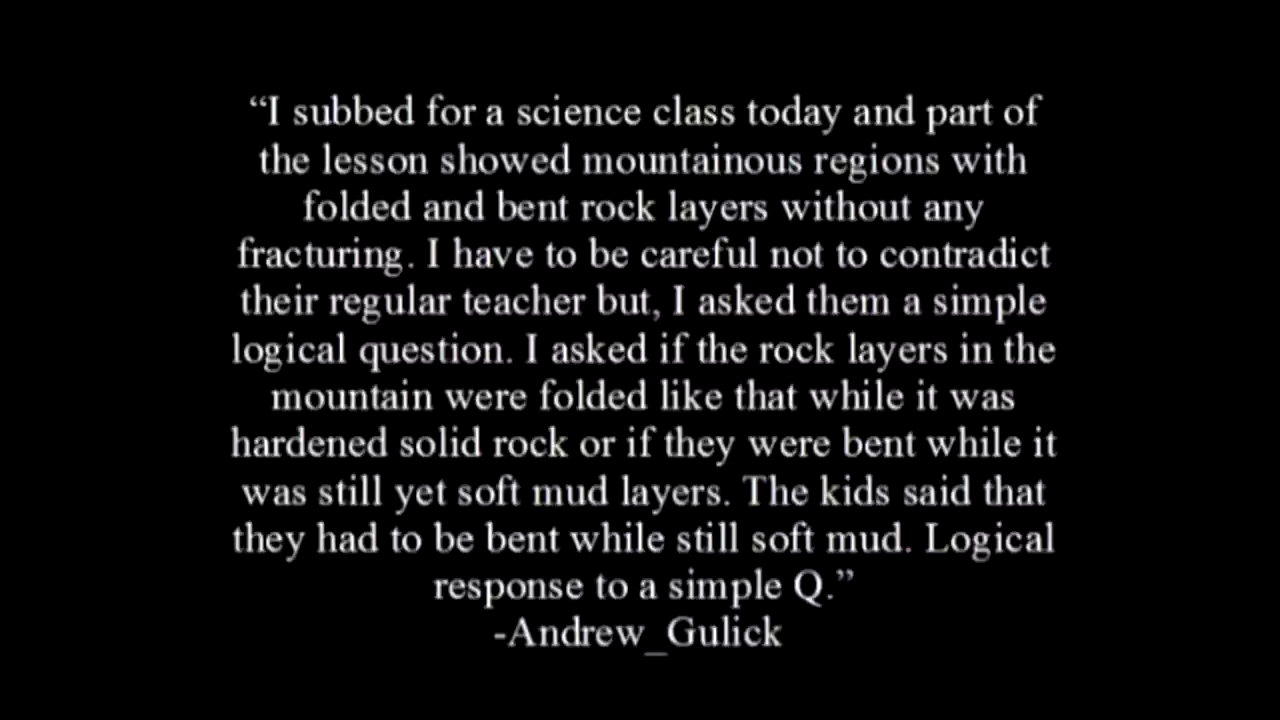 “I subbed for a science class today and part of
the lesson showed mountainous regions with
folded and bent rock layers without any
fracturing. I have to be careful not to contradict
their regular teacher but, I asked them a simple
logical question. I asked if the rock layers in the
mountain were folded like that while it was
hardened solid rock or if they were bent while it
was still yet soft mud layers. The kids said that
they had to be bent while still soft mud. Logical
response to a simple Q.”
-Andrew_Gulick